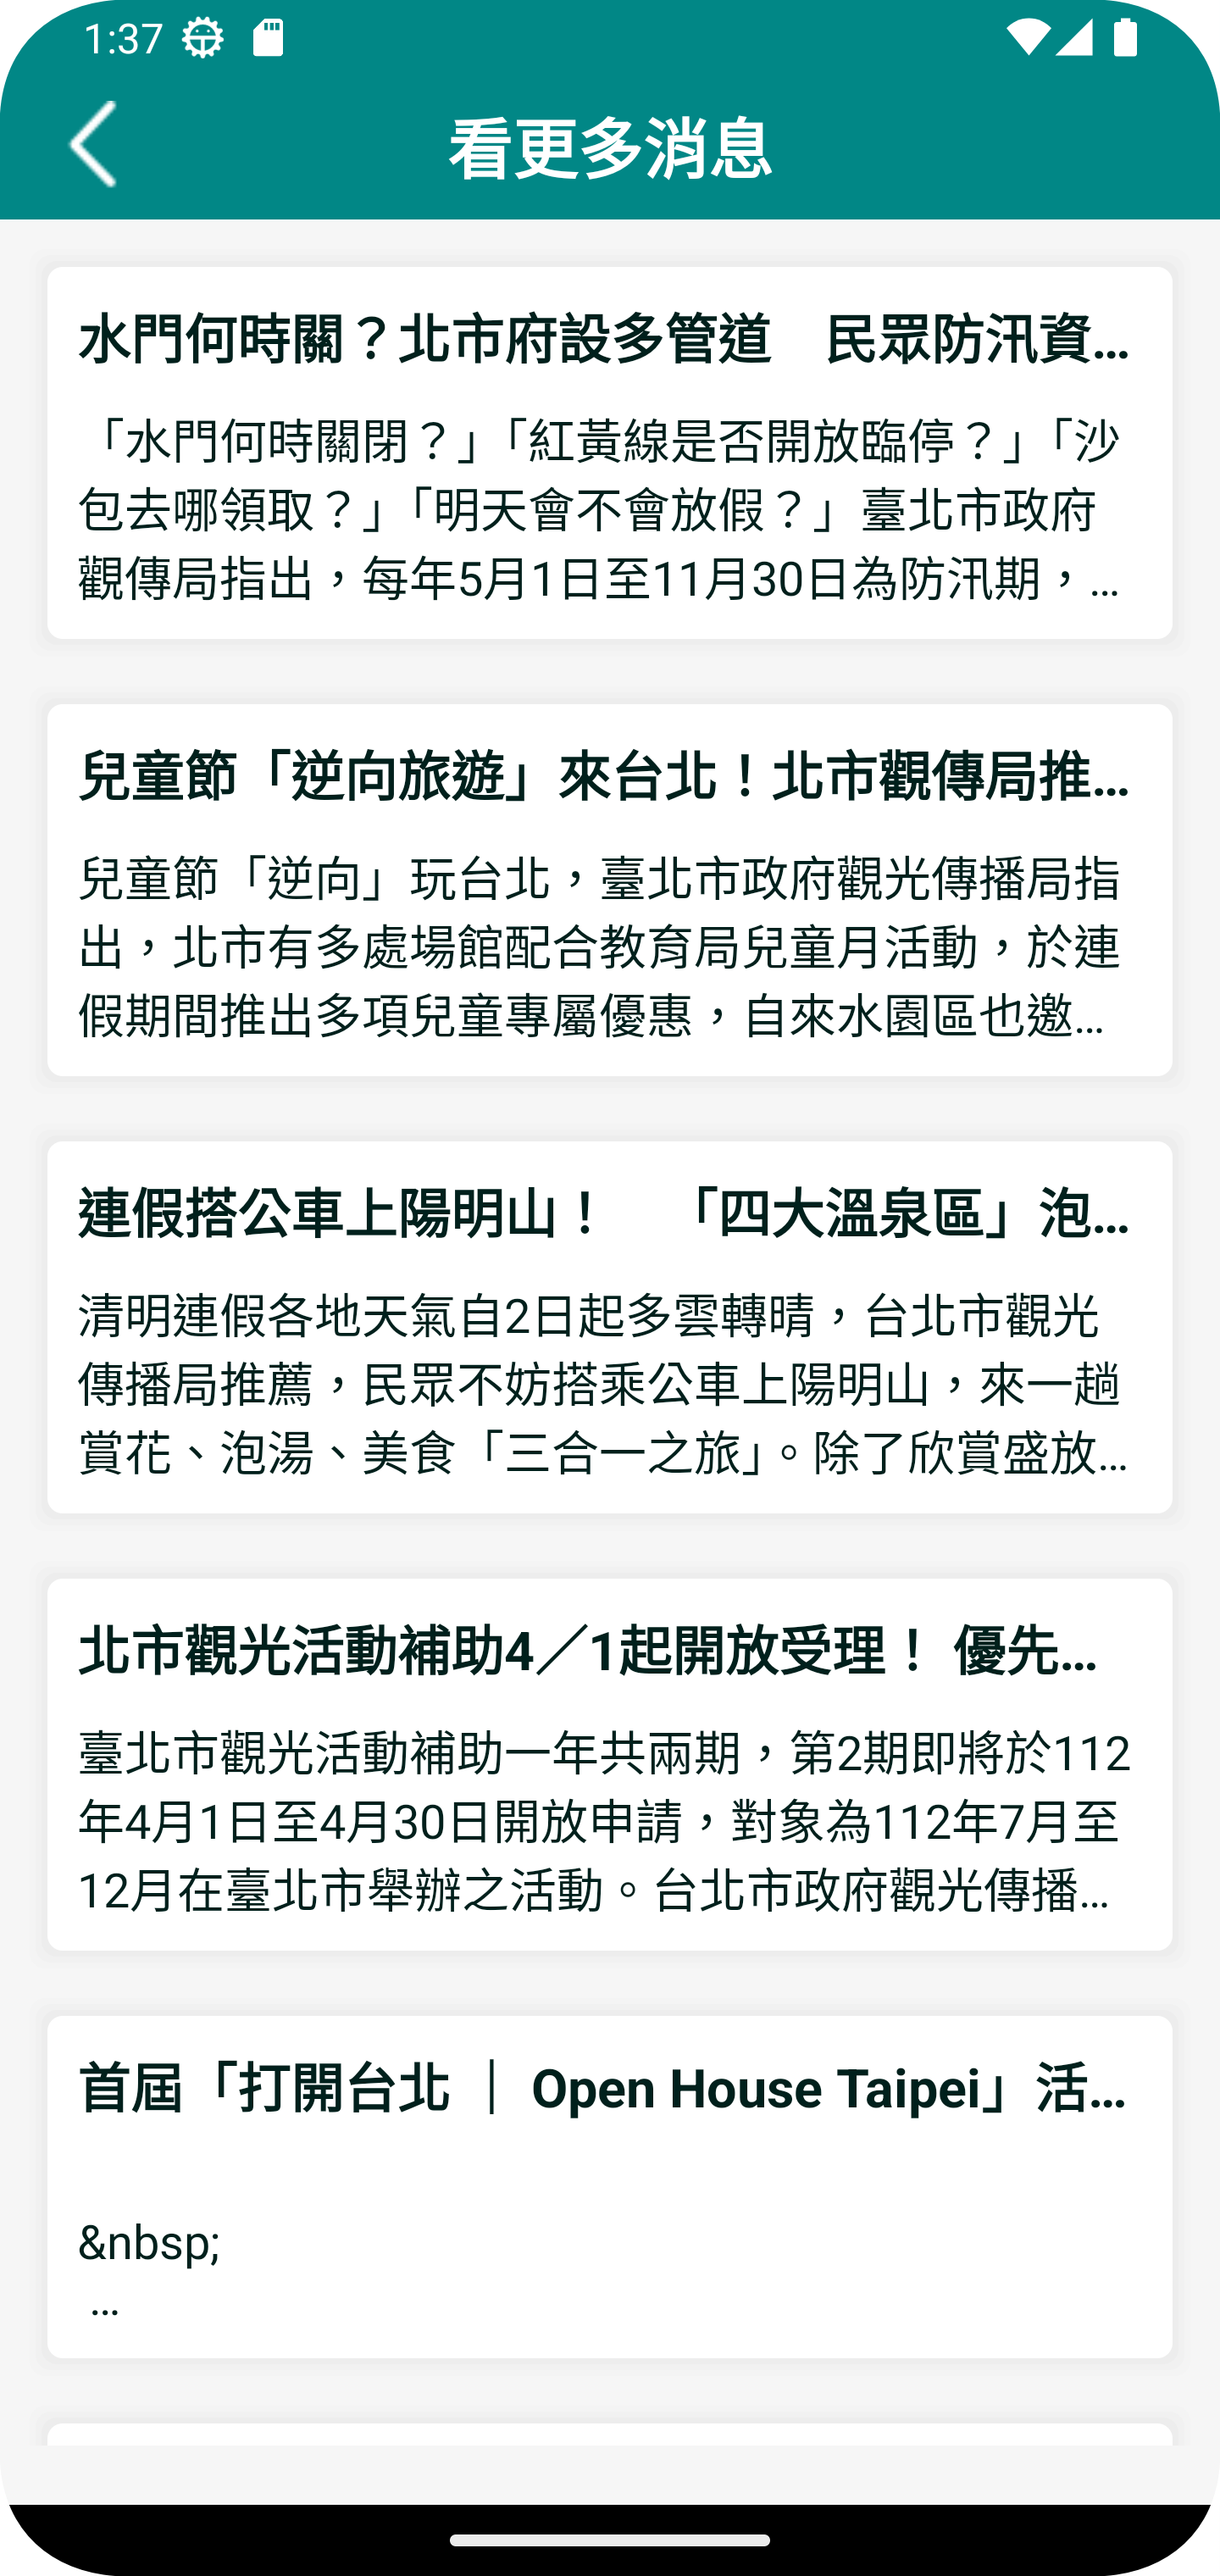 1:37
看更多消息
水門何時關？北市府設多管道　民眾防汛資…
「水門何時關閉？」「紅黃線是否開放臨停？」「沙
包去哪領取？」「明天會不會放假？」臺北市政府
觀傳局指出，每年5月1日至11月30日為防汛期，…
兒童節「逆向旅遊」來台北！北市觀傳局推…
兒童節「逆向」玩台北，臺北市政府觀光傳播局指
出，北市有多處場館配合教育局兒童月活動，於連
假期間推出多項兒童專屬優惠，自來水園區也邀…
連假搭公車上陽明山！　「四大溫泉區」泡…
清明連假各地天氣自2日起多雲轉晴，台北市觀光
傳播局推薦，民眾不妨搭乘公車上陽明山，來一趟
賞花、泡湯、美食「三合一之旅」。除了欣賞盛放…
北市觀光活動補助4／1起開放受理！ 優先…
臺北市觀光活動補助一年共兩期，第2期即將於112
年4月1日至4月30日開放申請，對象為112年7月至
12月在臺北市舉辦之活動。台北市政府觀光傳播…
首屆「打開台北 ｜ Open House Taipei」活…
&amp;nbsp;
…